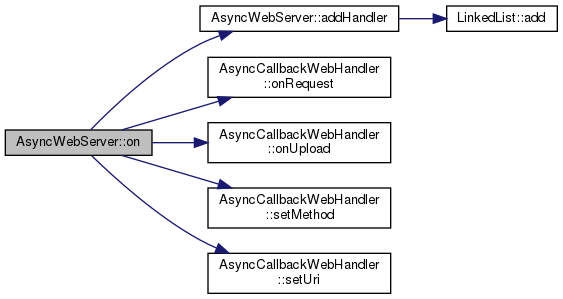 AsyncWebServer::addHandler
LinkedList::add
AsyncCallbackWebHandler
::onRequest
AsyncWebServer::on
AsyncCallbackWebHandler
::onUpload
AsyncCallbackWebHandler
::setMethod
AsyncCallbackWebHandler
::setUri